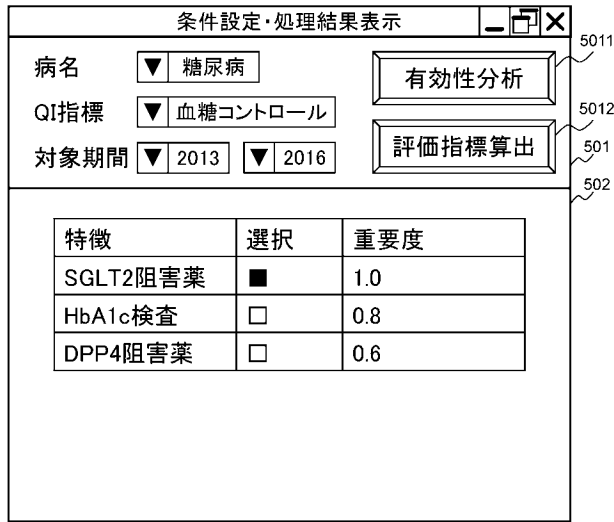 条件設定・処理結果表示
5011
病名 ▼ 糖尿病
有効性分析
QI指標 ▼ 血糖コントロール
5012
対象期間 ▼ 2013 ▼ 2016
評価指標算出
501
502
特徴 選択 重要度
SGLT2阻害薬 ■ 1.0
HbA1c検査 □ 0.8
DPP4阻害薬 □ 0.6